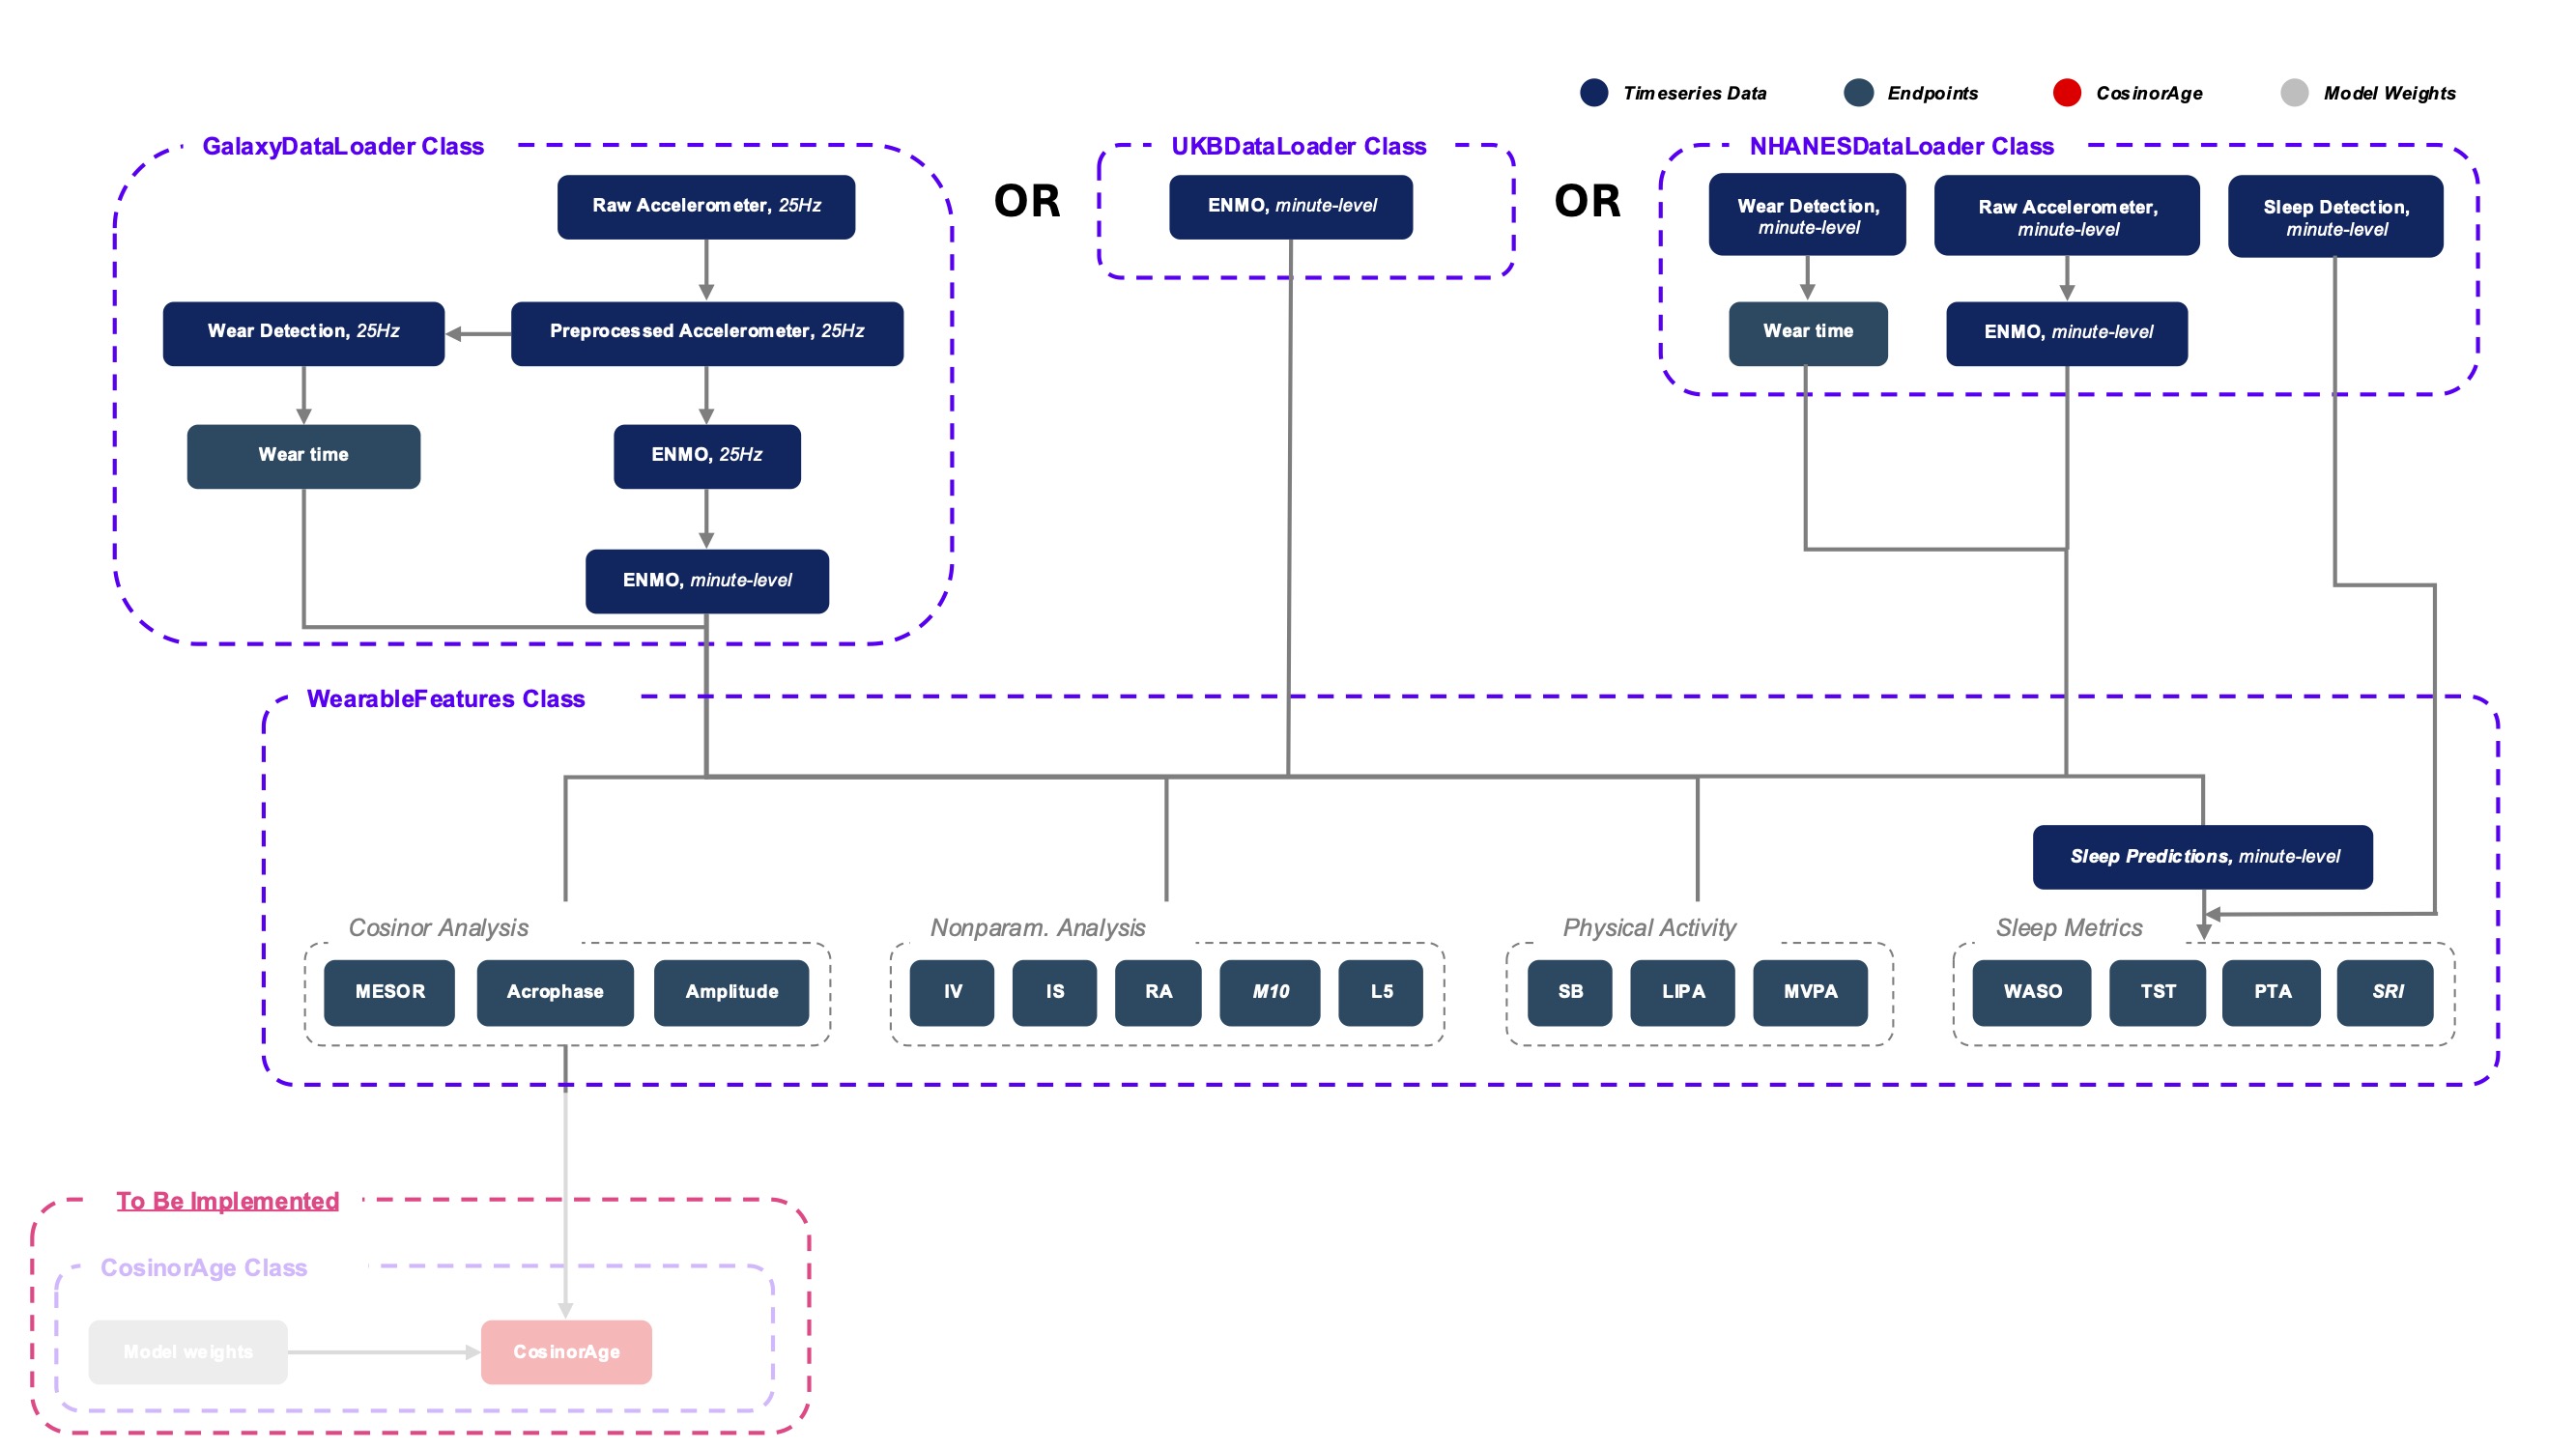 Timeseries Data
Endpoints
CosinorAge
Model Weights
GalaxyDataLoader Class
Raw Accelerometer, 25Hz
Wear Detection, 25Hz
Preprocessed Accelerometer, 25Hz
Wear time
ENMO, 25Hz
ENMO, minute-level
OR
UKBDataLoader Class
ENMO, minute-level
OR
NHANESDataLoader Class
Wear Detection,
minute-level
Raw Accelerometer,
minute-level
Sleep Detection,
minute-level
Wear time
ENMO, minute-level
WearableFeatures Class
Sleep Predictions, minute-level
Cosinor Analysis
MESOR
Acrophase
Amplitude
Nonparam. Analysis
IV
IS
RA
M10
L5
Physical Activity
SB
LIPA
MVPA
Sleep Metrics
WASO
TST
PTA
SRI
To Be Implemented
CosinorAge Class
Model weights
CosinorAge